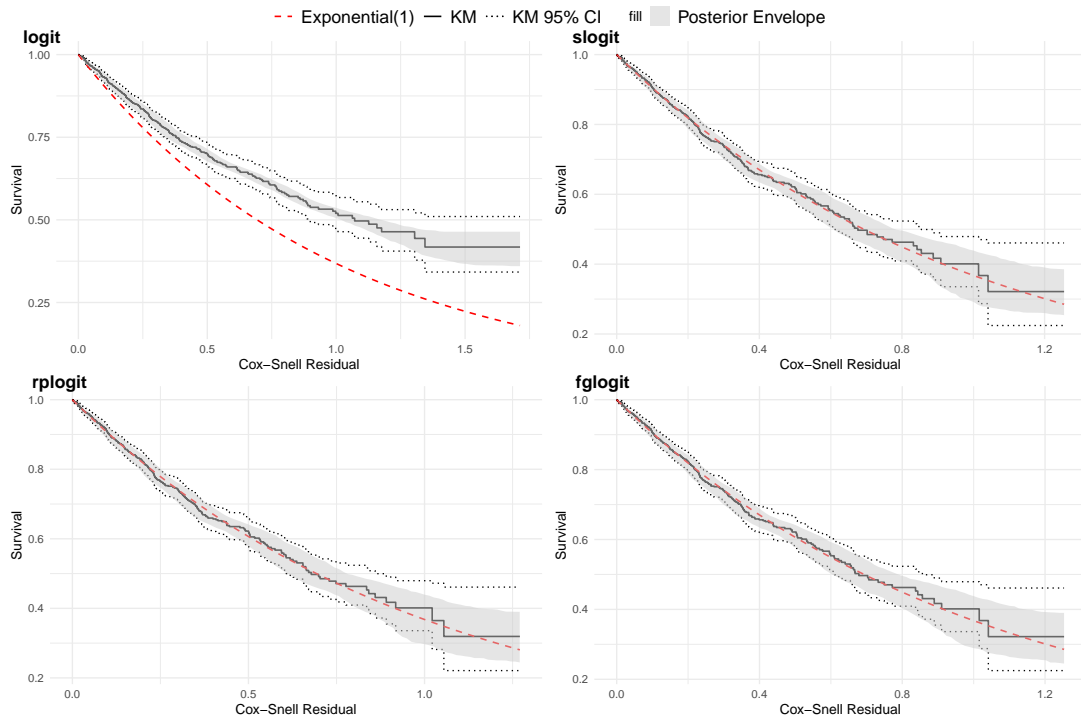 Exponential(1) KM KM 95% CI fill Posterior Envelope
logit
1.00
0.75
0.50
0.25
Survival
0.0 0.5 1.0 1.5
Cox−Snell Residual
slogit
1.0
0.8
0.6
0.4
0.2
Survival
0.0 0.4 0.8 1.2
Cox−Snell Residual
rplogit
1.0
0.8
0.6
0.4
0.2
Survival
0.0 0.5 1.0
Cox−Snell Residual
fglogit
1.0
0.8
0.6
0.4
0.2
Survival
0.0 0.4 0.8 1.2
Cox−Snell Residual